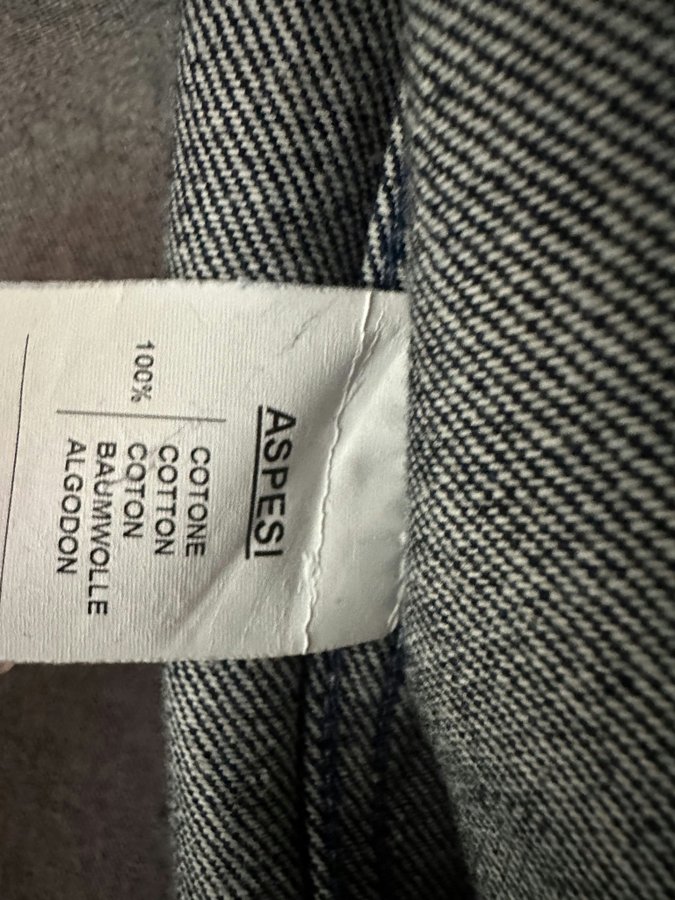 ASPESI
COTONE
COTTON
100% COTON
BAUMWOLLE
ALGODON